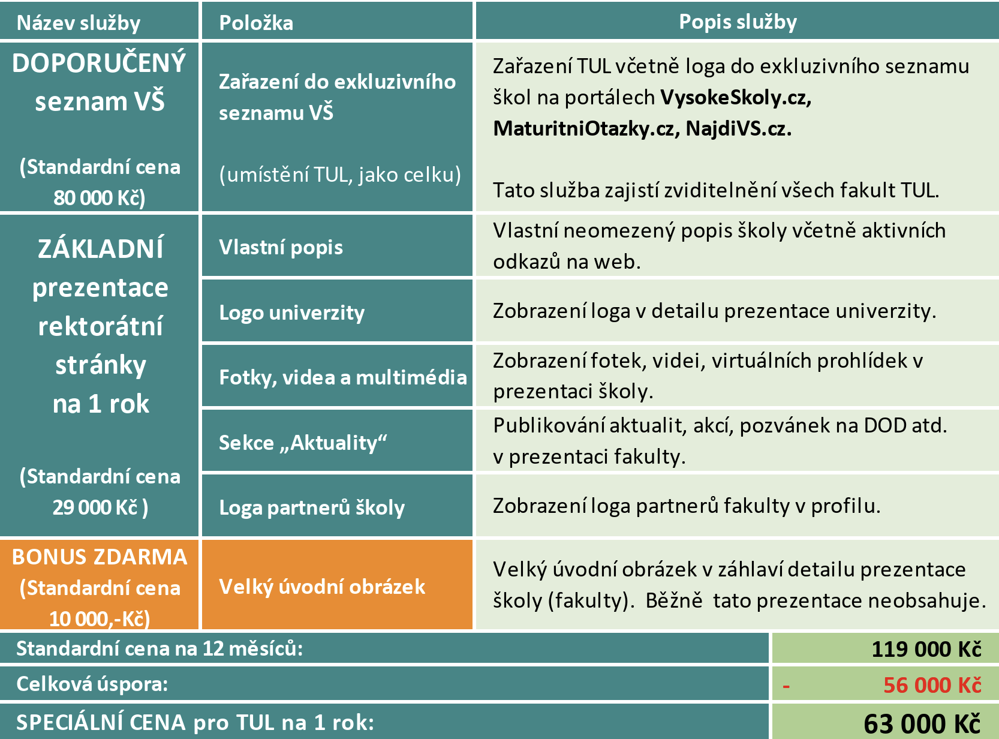 Název služby
Položka
Popis služby
DOPORUČENÝ
seznam VŠ
(Standardní cena
80 000 Kč)
Zařazení do exkluzivního
seznamu VŠ
(umístění TUL, jako celku)
Zařazení TUL včetně loga do exkluzivního seznamu
škol na portálech VysokeSkoly.cz,
MaturitniOtazky.cz, NajdiVS.cz.
Tato služba zajistí zviditelnění všech fakult TUL.
ZÁKLADNÍ
prezentace
rektorátní
stránky
na 1 rok
(Standardní cena
29 000 Kč )
Vlastní popis
Vlastní neomezený popis školy včetně aktivních
odkazů na web.
Logo univerzity
Zobrazení loga v detailu prezentace univerzity.
Fotky, videa a multimédia
Zobrazení fotek, videi, virtuálních prohlídek v
prezentaci školy.
Sekce „Aktuality“
Publikování aktualit, akcí, pozvánek na DOD atd.
v prezentaci fakulty.
Loga partnerů školy
Zobrazení loga partnerů fakulty v profilu.
BONUS ZDARMA
(Standardní cena
10 000,-Kč)
Velký úvodní obrázek
Velký úvodní obrázek v záhlaví detailu prezentace
školy (fakulty).  Běžně  tato prezentace neobsahuje.
Standardní cena na 12 měsíců:
119 000 Kč
Celková úspora:
- 56 000 Kč
SPECIÁLNÍ CENA pro TUL na 1 rok:
63 000 Kč